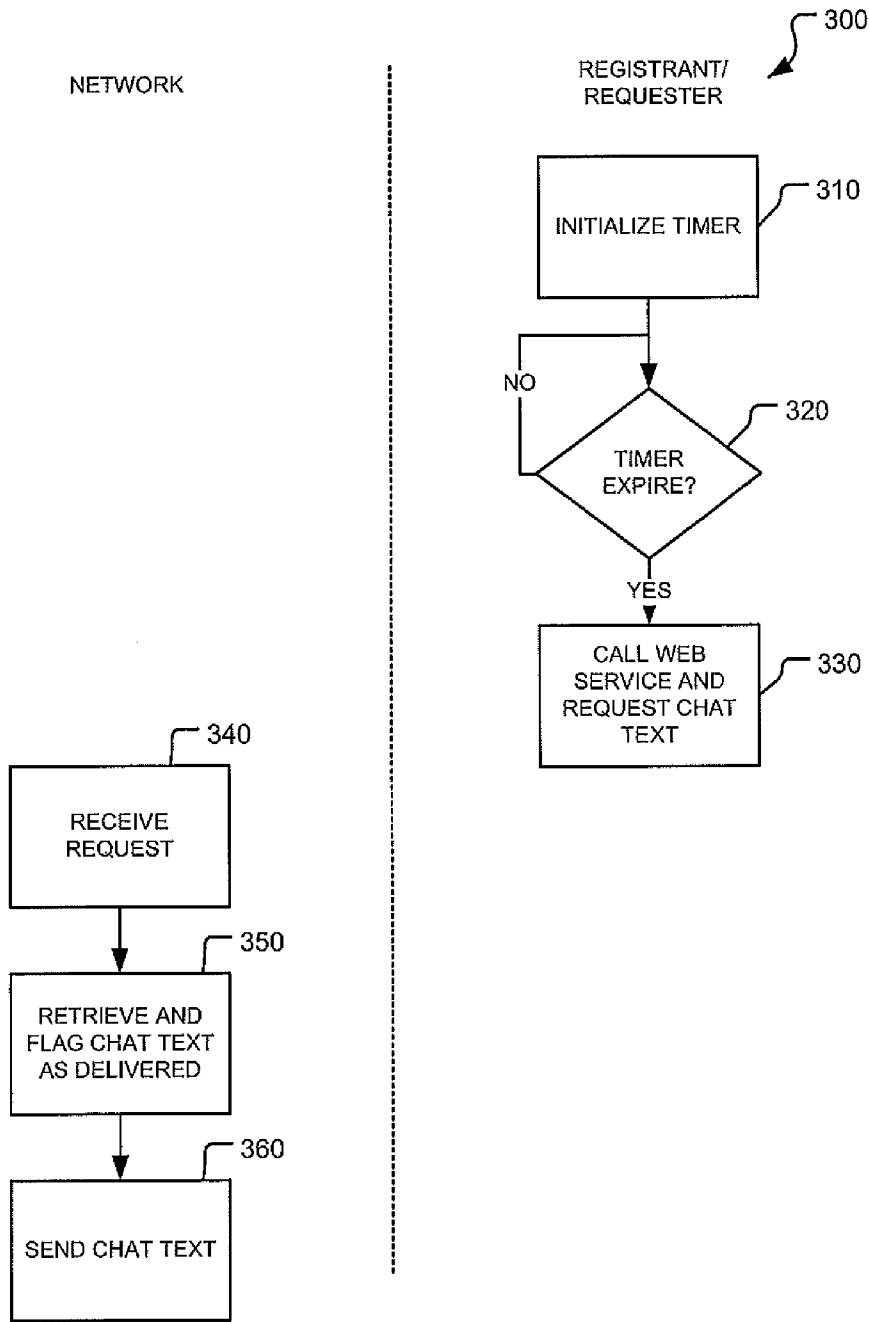 300
NETWORK
REGISTRANT/
REQUESTER
310
INITIALIZE TIMER
NO
320
TIMER
EXPIRE?
YES
330
CALL WEB
SERVICE AND
REQUEST CHAT
TEXT
340
RECEIVE
REQUEST
350
RETRIEVE AND
FLAG CHAT TEXT
AS DELIVERED
360
SEND CHAT TEXT